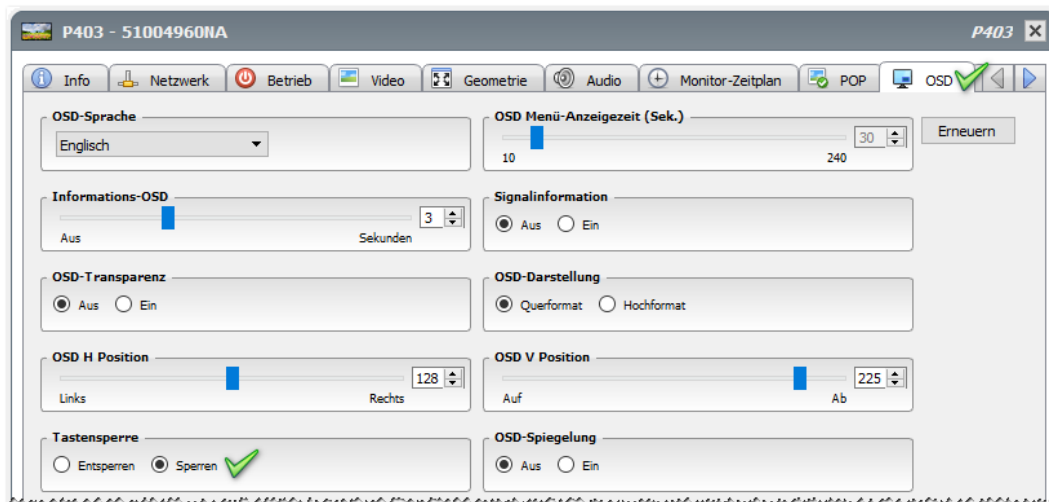 P403 - 51004960NA P403
Info Netzwerk Betrieb Video Geometrie Audio Monitor-Zeitplan POP OSD
OSD-Sprache
Englisch
OSD Menü-Anzeigezeit (Sek.)
30
10 240
Erneuern
Informations-OSD
3
Aus Sekunden
Signalinformation
Aus Ein
OSD-Transparenz
Aus Ein
OSD-Darstellung
Querformat Hochformat
OSD H Position
128
Links Rechts
OSD V Position
225
Auf Ab
Tastensperre
Entsperren Sperren
OSD-Spiegelung
Aus Ein